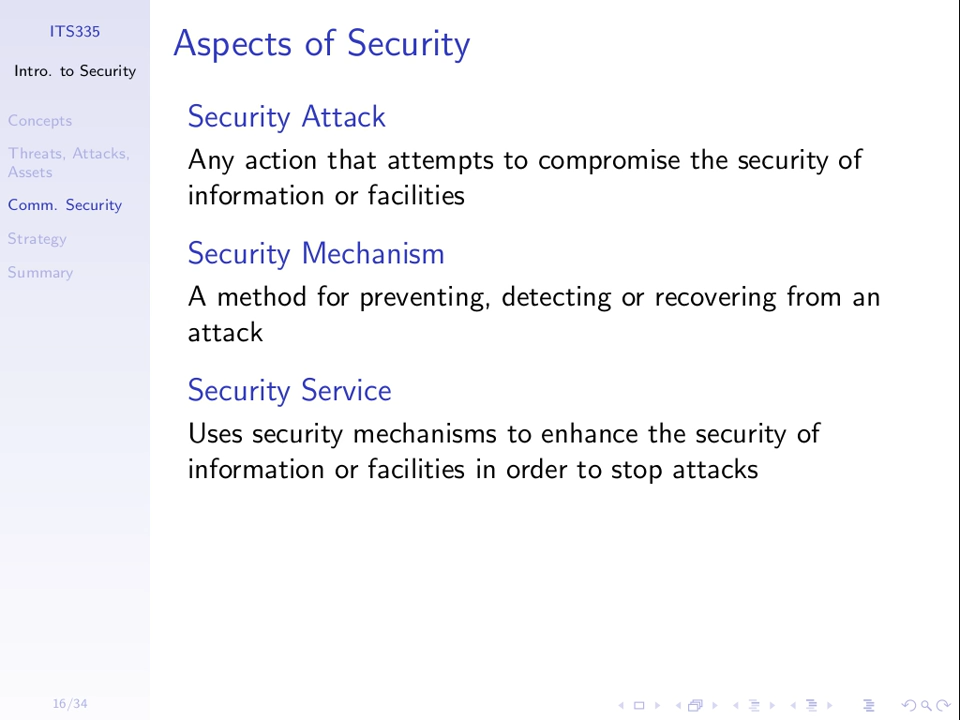 ITS335
Intro. to Security
Concepts
Threats, Attacks,
Assets
Comm. Security
Strategy
Summary
16/34
Aspects of Security
Security Attack
Any action that attempts to compromise the security of
information or facilities
Security Mechanism
A method for preventing, detecting or recovering from an
attack
Security Service
Uses security mechanisms to enhance the security of
information or facilities in order to stop attacks